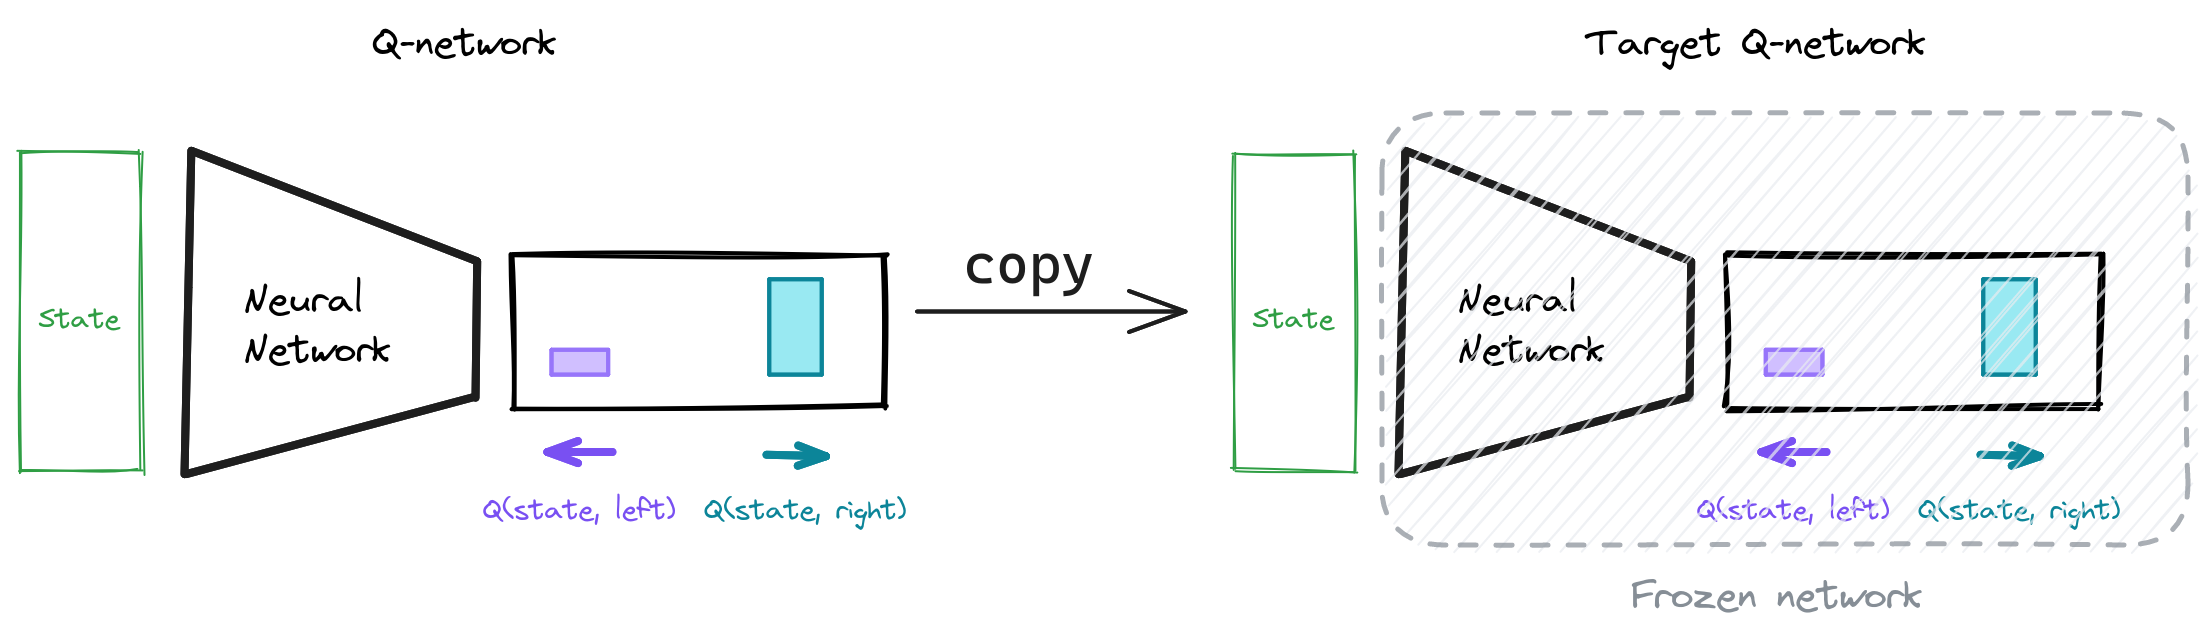 Q-network
State
Neural
Network
Q(state, left)
Q(state, right)
copy
Target Q-network
State
Neural
Network
Q(state, left)
Q(state, right)
Frozen network